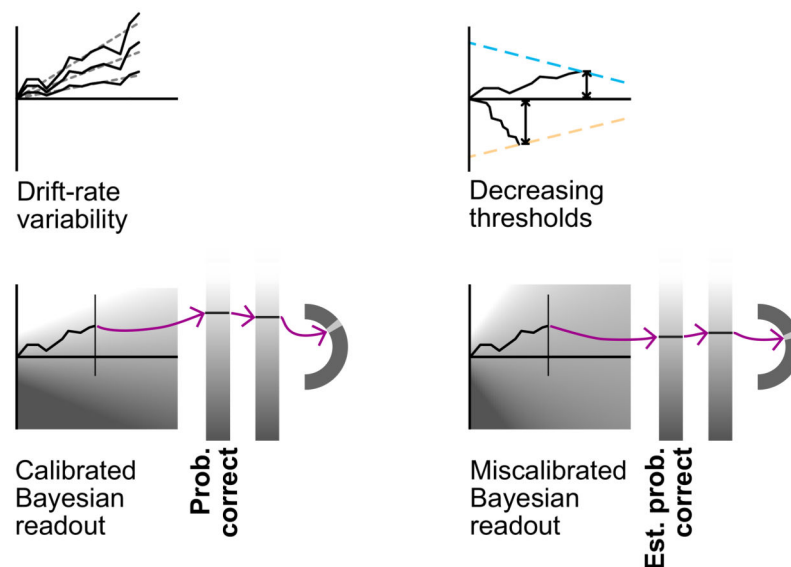 Drift-rate
variability
Decreasing
thresholds
Calibrated
Bayesian
readout
Prob.
correct
Miscalibrated
Bayesian
readout
Est. prob.
correct